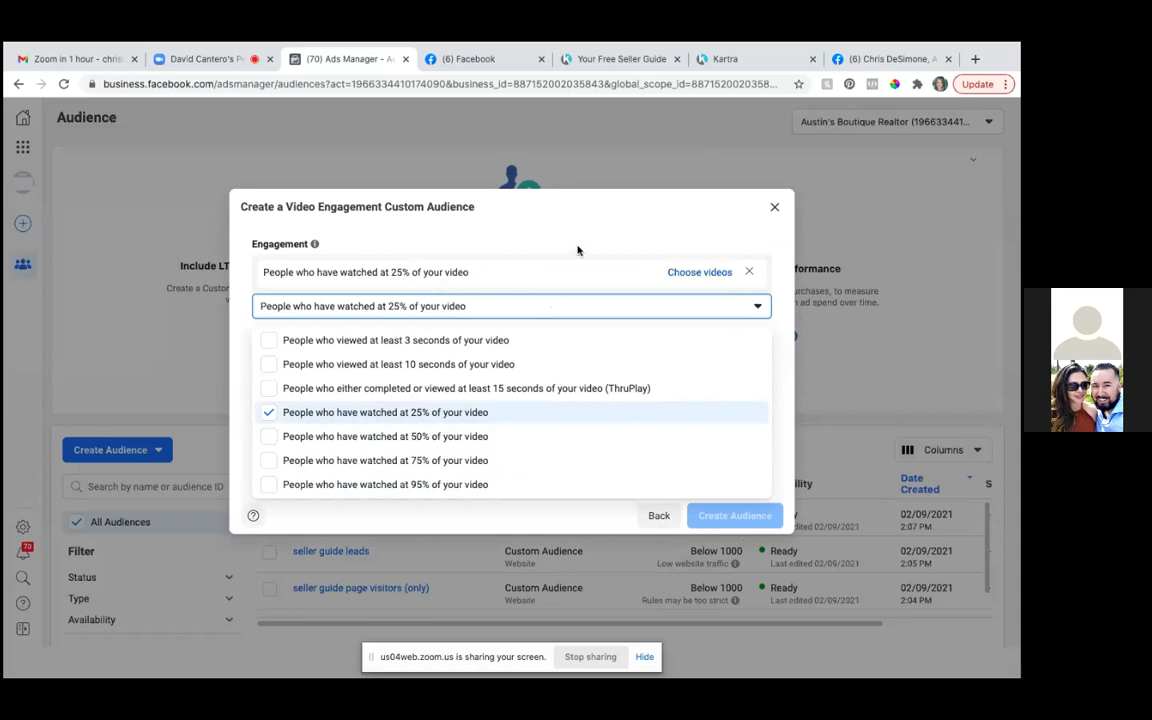 Zoom in 1 hour - chris
David Cantero's P
(70) Ads Manager - A
(6) Facebook
Your Free Seller Guide
Kartra
(6) Chris DeSimone, A
business.facebook.com/adsmanager/audiences?act=1966334410174090&business_id=887152002035843&global_scope_id=8871520020358...
Update
Audience
Austin's Boutique Realtor (196633441...
Create a Video Engagement Custom Audience
Engagement
People who have watched at 25% of your video
Choose videos
People who have watched at 25% of your video
Include LT
Create a Custom
formance
urchases, to measure
ad spend over time.
People who viewed at least 3 seconds of your video
People who viewed at least 10 seconds of your video
People who either completed or viewed at least 15 seconds of your video (ThruPlay)
People who have watched at 25% of your video
People who have watched at 50% of your video
People who have watched at 75% of your video
People who have watched at 95% of your video
Create Audience
Columns
Search by name or audience ID
bility
Date Created
S
Back
Create Audience
All Audiences
dited 02/09/2021
02/09/2021
2:07 PM
Filter
seller guide leads
Custom Audience
Website
Below 1000
Low website traffic
Ready
Last edited 02/09/2021
02/09/2021
2:05 PM
Status
Type
seller guide page visitors (only)
Custom Audience
Website
Below 1000
Rules may be too strict
Ready
Last edited 02/09/2021
02/09/2021
2:04 PM
Availability
70
us04web.zoom.us is sharing your screen.
Stop sharing
Hide